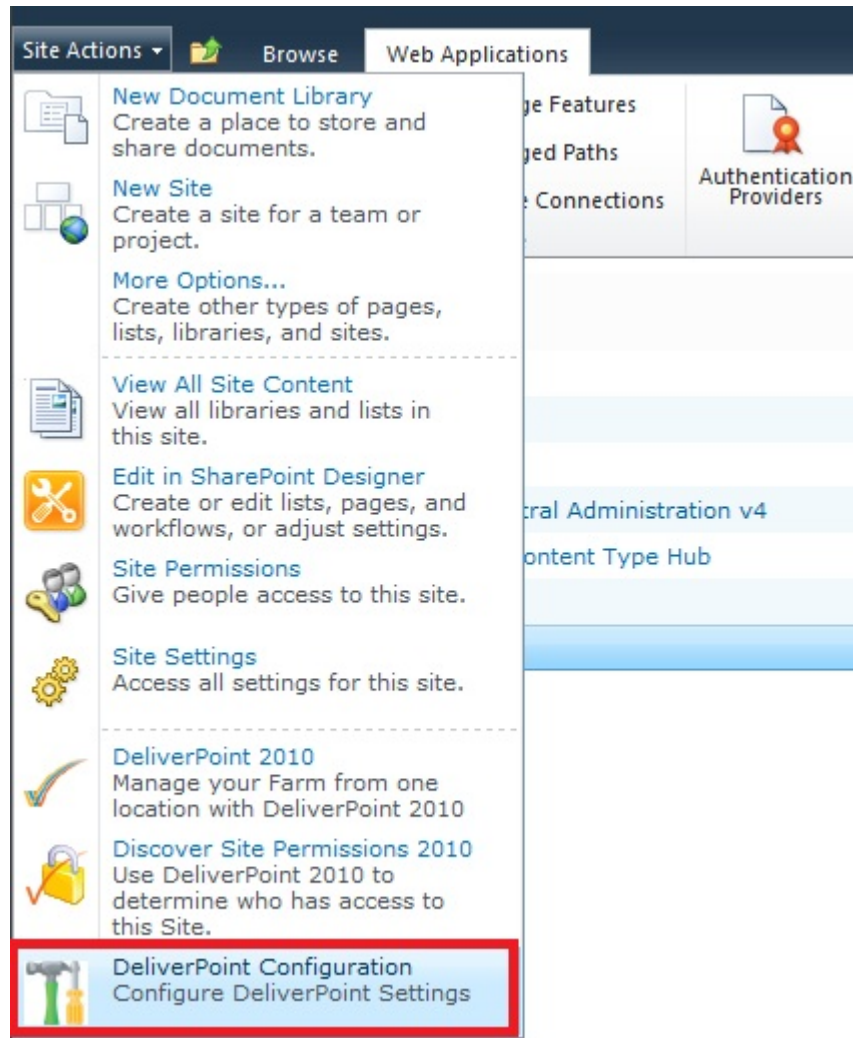 Site Actions Browse Web Applications
New Document Library
Create a place to store and
share documents.
New Site
Create a site for a team or
project.
More Options...
Create other types of pages,
lists, libraries, and sites.
View All Site Content
View all libraries and lists in
this site.
Edit in SharePoint Designer
Create or edit lists, pages, and
workflows, or adjust settings.
Site Permissions
Give people access to this site.
Site Settings
Access all settings for this site.
DeliverPoint 2010
Manage your Farm from one
location with DeliverPoint 2010
Discover Site Permissions 2010
Use DeliverPoint 2010 to
determine who has access to
this Site.
DeliverPoint Configuration
Configure DeliverPoint Settings
Features
Paths
Connections
Authentication
Providers
tral Administration v4
ontent Type Hub